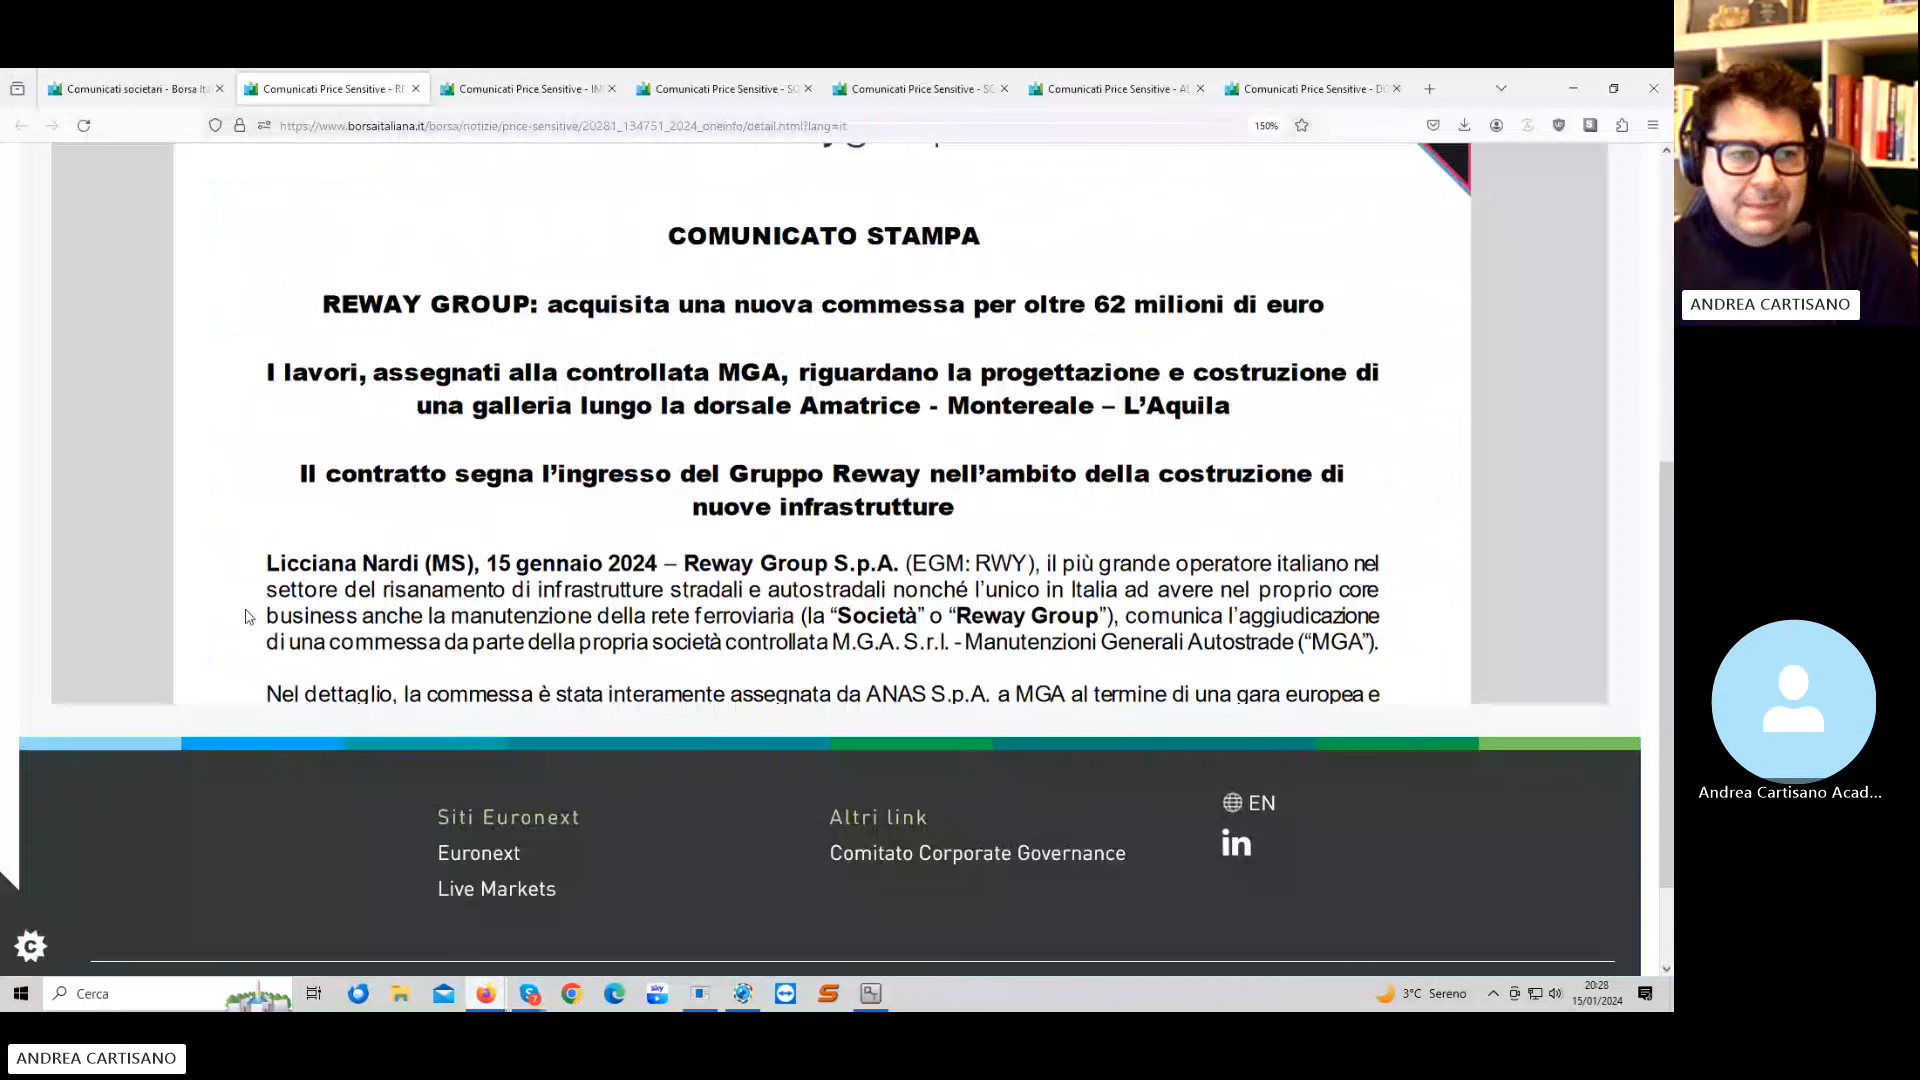 Comunicati societari - Borsa It
Comunicati Price Sensitive - RE
Comunicati Price Sensitive - IN
Comunicati Price Sensitive - SO
Comunicati Price Sensitive - SO
Comunicati Price Sensitive - AL
Comunicati Price Sensitive - DO
https://www.borsaitaliana.it/borsa/notizie/price-sensitive/20281_134751_2024_oneinfo/detail.html?lang=it
150%
COMUNICATO STAMPA
REWAY GROUP: acquisita una nuova commessa per oltre 62 milioni di euro
I lavori, assegnati alla controllata MGA, riguardano la progettazione e costruzione di
una galleria lungo la dorsale Amatrice - Montereale – L’Aquila
Il contratto segna l’ingresso del Gruppo Reway nell’ambito della costruzione di
nuove infrastrutture
Licciana Nardi (MS), 15 gennaio 2024 – Reway Group S.p.A. (EGM: RWY), il più grande operatore italiano nel
settore del risanamento di infrastrutture stradali e autostradali nonché l’unico in Italia ad avere nel proprio core
business anche la manutenzione della rete ferroviaria (la “Società” o “Reway Group”), comunica l’aggiudicazione
di una commessa da parte della propria società controllata M.G.A. S.r.l. - Manutenzioni Generali Autostrade (“MGA”).
Nel dettaglio, la commessa è stata interamente assegnata da ANAS S.p.A. a MGA al termine di una gara europea e
Siti Euronext
Euronext
Live Markets
Altri link
Comitato Corporate Governance
EN
in
Cerca
sky
7
3°C Sereno
20:28
15/01/2024
ANDREA CARTISANO
Andrea Cartisano Acad...
ANDREA CARTISANO